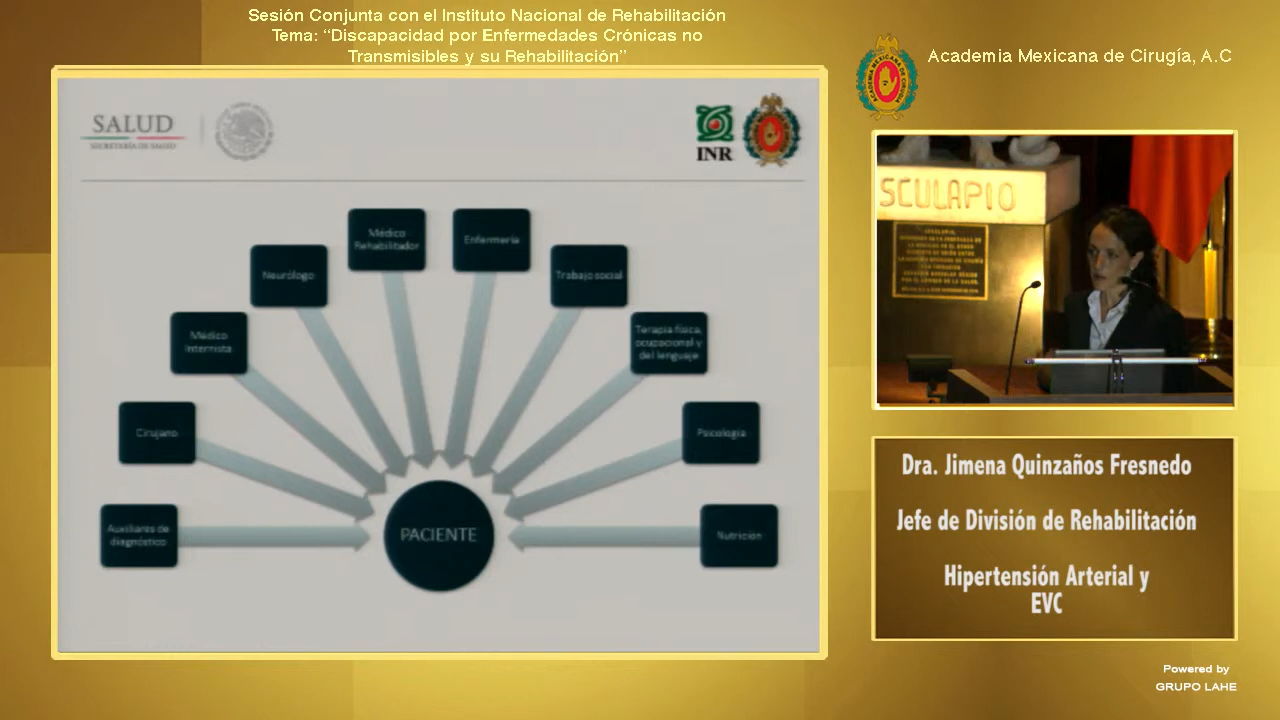 Sesión Conjunta con el Instituto Nacional de Rehabilitación
Tema: “Discapacidad por Enfermedades Crónicas no
Transmisibles y su Rehabilitación”
Academia Mexicana de Cirugía, A.C
SALUD
SECRETARÍA DE SALUD
INR
Médico
Rehabilitador
Enfermería
Neurólogo
Trabajo social
Médico
Internista
Terapia física,
ocupacional y
del lenguaje
Cirujano
Psicología
Auxiliares de
diagnóstico
PACIENTE
Nutrición
SCULAPIO
Dra. Jimena Quinzaños Fresnedo
Jefe de División de Rehabilitación
Hipertensión Arterial y
EVC
Powered by
GRUPO LAHE